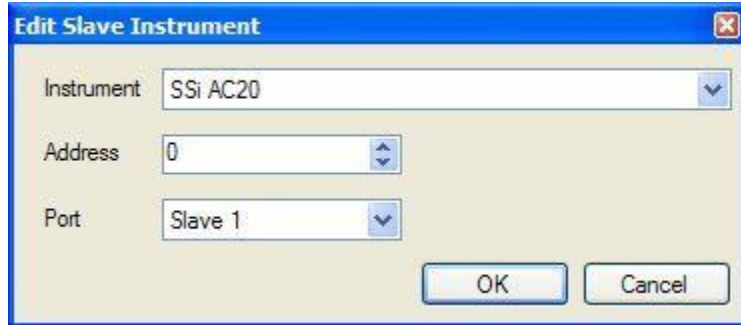 Edit Slave Instrument
Instrument SSi AC20
Address 0
Port Slave 1
OK Cancel